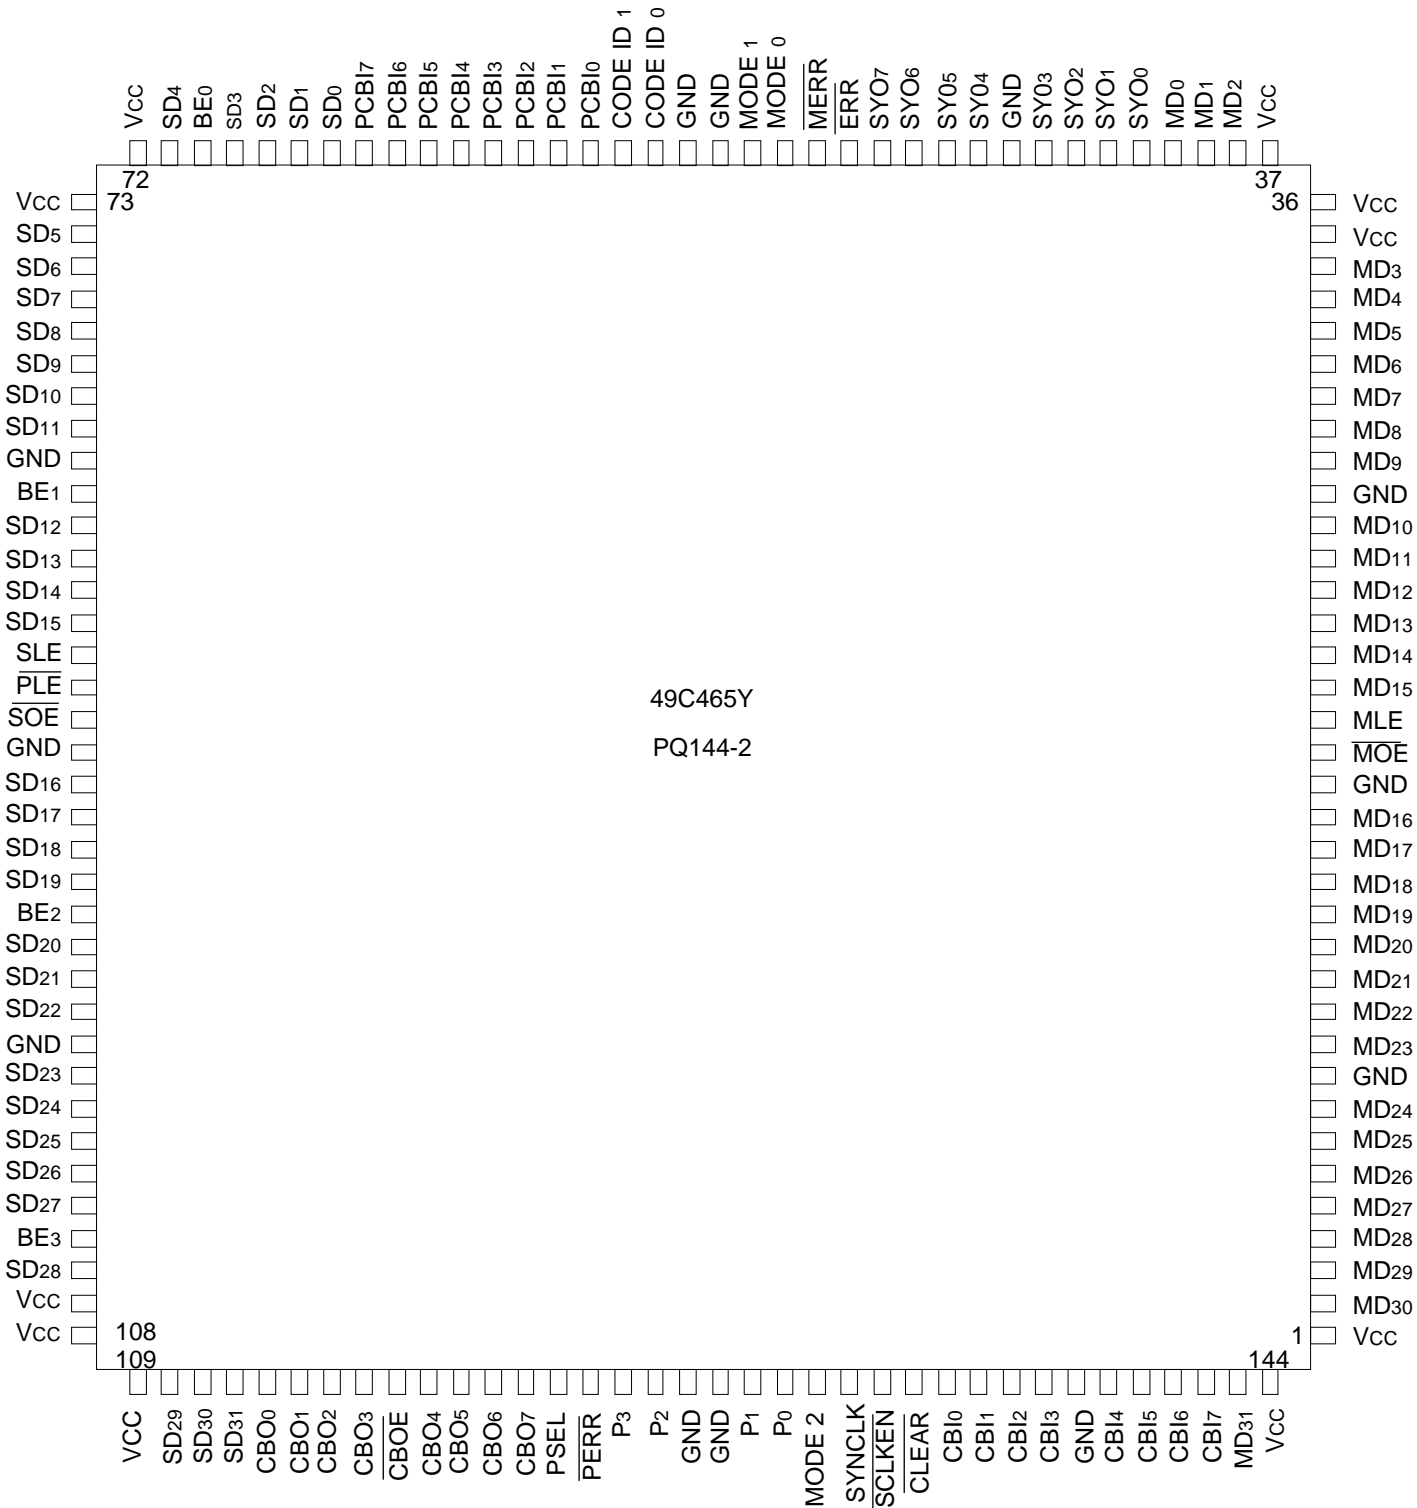 VCC
SD4
BE0
SD3
SD2
SD1
SD0
PCBI7
PCBI6
PCBI5
PCBI4
PCBI3
PCBI2
PCBI1
PCBI0
CODE ID 1
CODE ID 0
GND
GND
MODE 1
MODE 0
MERR
ERR
SYO7
SYO6
SYO5
SYO4
GND
SYO3
SYO2
SYO1
SYO0
MD0
MD1
MD2
VCC
72
37
73
36
VCC
SD5
SD6
SD7
SD8
SD9
SD10
SD11
GND
BE1
SD12
SD13
SD14
SD15
SLE
PLE
SOE
GND
SD16
SD17
SD18
SD19
BE2
SD20
SD21
SD22
GND
SD23
SD24
SD25
SD26
SD27
BE3
SD28
VCC
VCC
49C465Y
PQ144-2
VCC
VCC
MD3
MD4
MD5
MD6
MD7
MD8
MD9
GND
MD10
MD11
MD12
MD13
MD14
MD15
MLE
MOE
GND
MD16
MD17
MD18
MD19
MD20
MD21
MD22
MD23
GND
MD24
MD25
MD26
MD27
MD28
MD29
MD30
VCC
108
1
109
144
VCC
SD29
SD30
SD31
CBO0
CBO1
CBO2
CBO3
CBOE
CBO4
CBO5
CBO6
CBO7
PSEL
PERR
P3
P2
GND
GND
P1
P0
MODE 2
SYNCLK
SCLKEN
CLEAR
CBI0
CBI1
CBI2
CBI3
GND
CBI4
CBI5
CBI6
CBI7
MD31
VCC